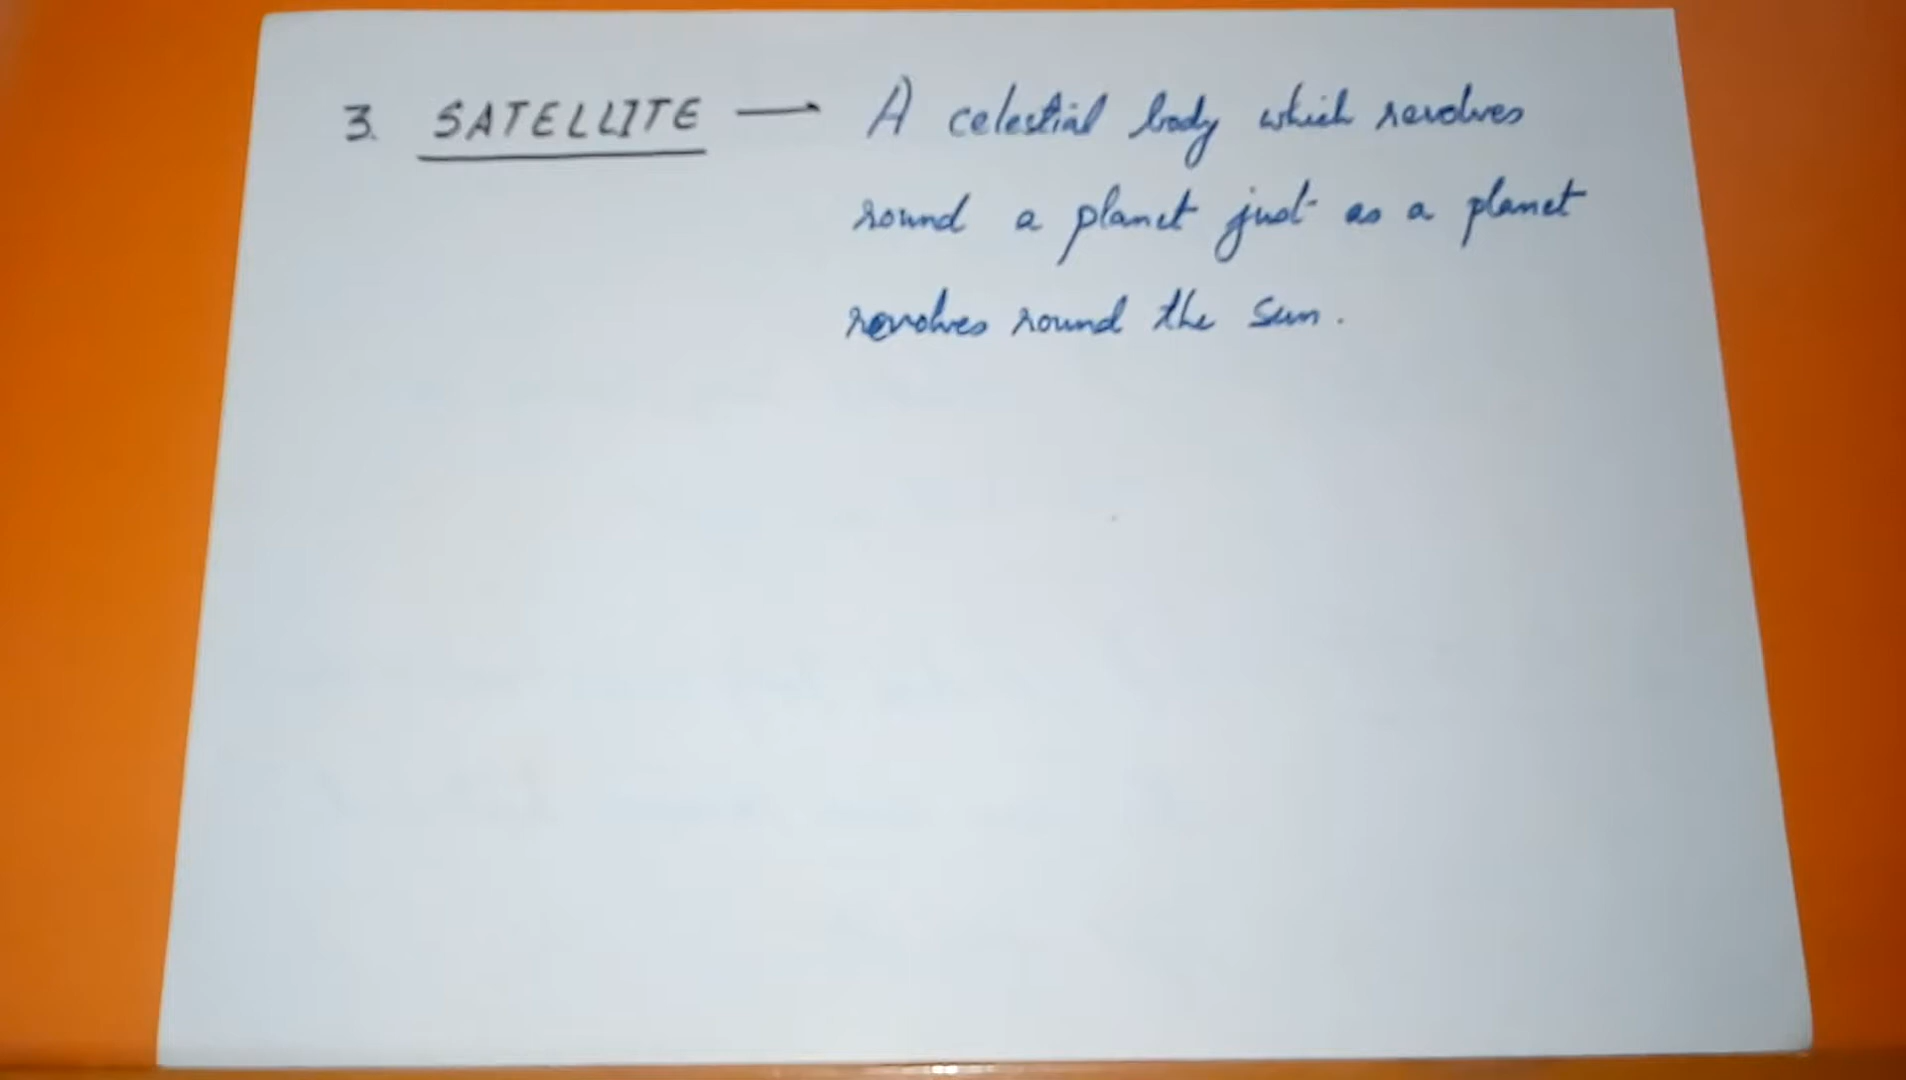 3. SATELLITE — A celestial body which revolves
round a planet just as a planet
revolves round the sun.